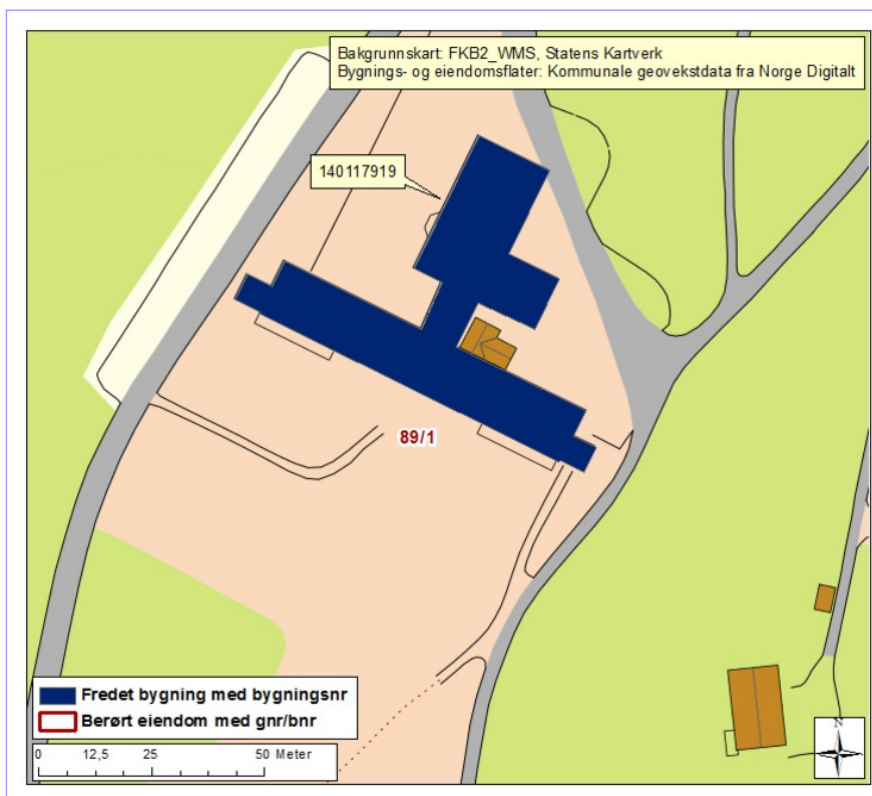 Bakgrunnskart: FKB2_WMS, Statens Kartverk
Bygnings- og eiendomsflater: Kommunale geovekstdata fra Norge Digitalt
140117919
89/1
Fredet bygning med bygningsnr
Berørt eiendom med gnr/bnr
0 12,5 25 50 Meter
N